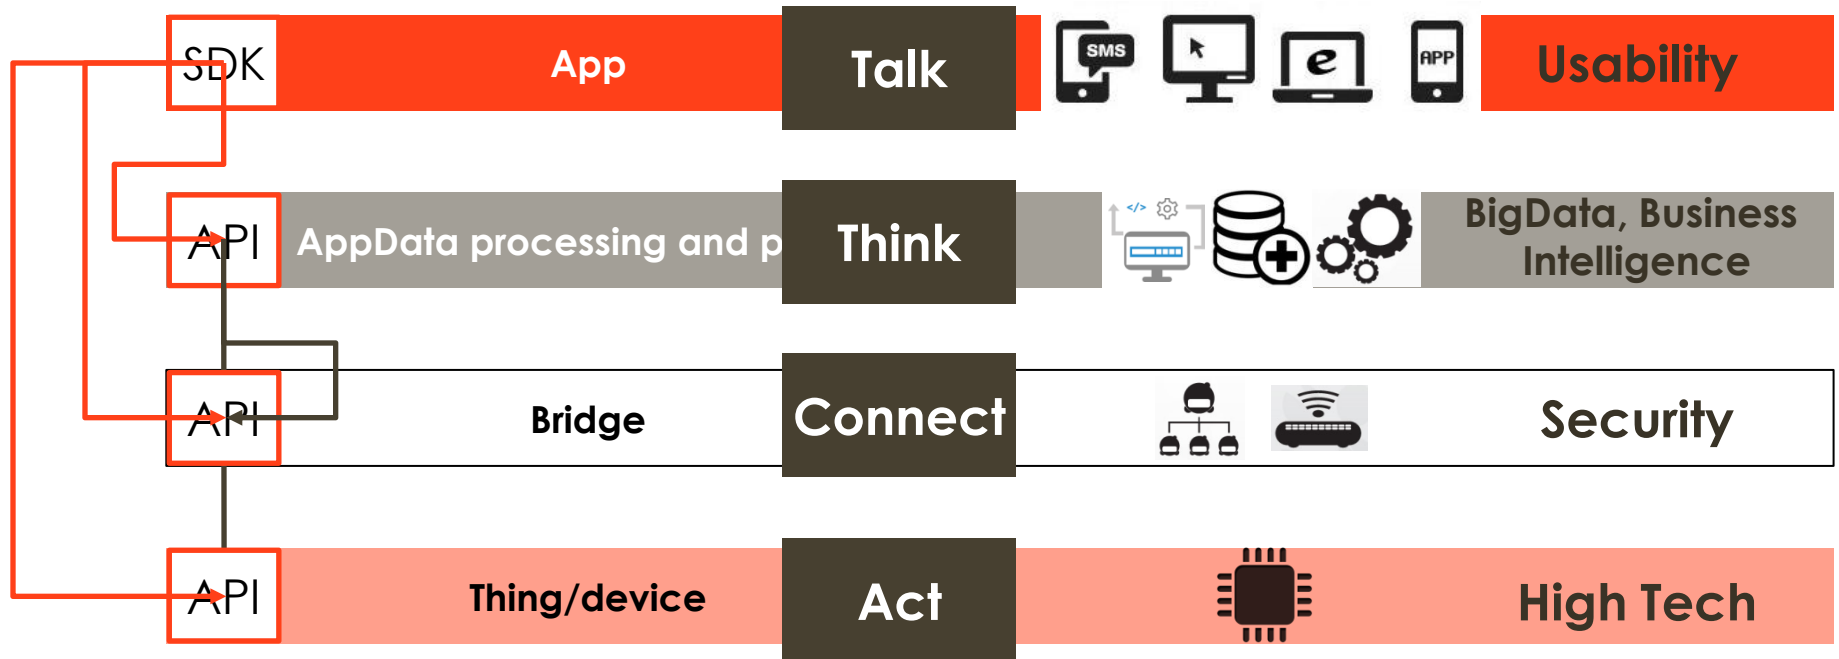 SDK
App
Talk
SMS
e
APP
Usability
API
AppData processing and p
Think
</>
BigData, Business
Intelligence
API
Bridge
Connect
Security
API
Thing/device
Act
High Tech